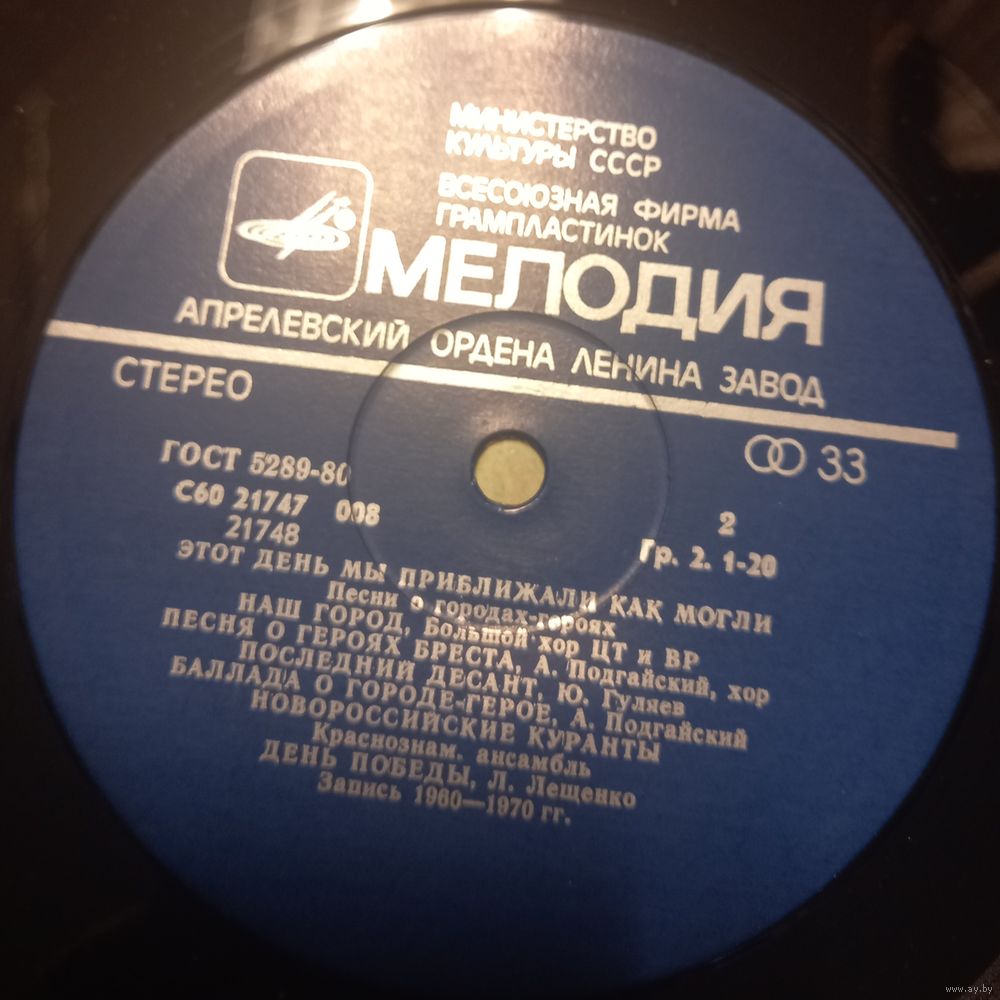 МИНИСТЕРСТВО
КУЛЬТУРЫ СССР
ВСЕСОЮЗНАЯ ФИРМА
ГРАМПЛАСТИНОК
МЕЛОДИЯ
АПРЕЛЕВСКИЙ ОРДЕНА ЛЕНИНА ЗАВОД
СТЕРЕО
33
ГОСТ 5289-80
С60 21747 008
21748
2
Гр. 2. 1-20
ЭТОТ ДЕНЬ МЫ ПРИБЛИЖАЛИ КАК МОГЛИ
Песни о городах-героях
НАШ ГОРОД, Большой хор ЦТ и ВР
ПЕСНЯ О ГЕРОЯХ БРЕСТА, А. Подгайский, хор
ПОСЛЕДНИЙ ДЕСАНТ, Ю. Гуляев
БАЛЛАДА О ГОРОДЕ-ГЕРОЕ, А. Подгайский
НОВОРОССИЙСКИЕ КУРАНТЫ
Краснознам. ансамбль
ДЕНЬ ПОБЕДЫ, Л. Лещенко
Запись 1960—1970 гг.
www.ay.by